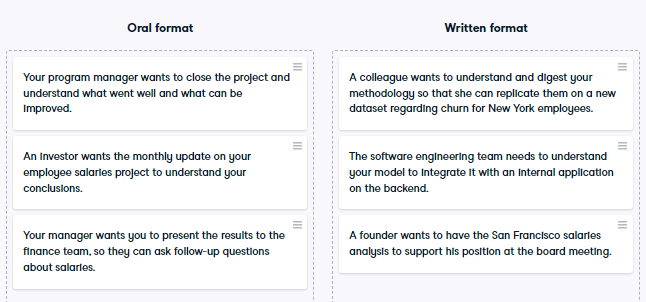 Oral format
Your program manager wants to close the project and
understand what went well and what can be
improved.
An investor wants the monthly update on your
employee salaries project to understand your
conclusions.
Your manager wants you to present the results to the
finance team, so they can ask follow-up questions
about salaries.
Written format
A colleague wants to understand and digest your
methodology so that she can replicate them on a new
dataset regarding churn for New York employees.
The software engineering team needs to understand
your model to integrate it with an internal application
on the backend.
A founder wants to have the San Francisco salaries
analysis to support his position at the board meeting.